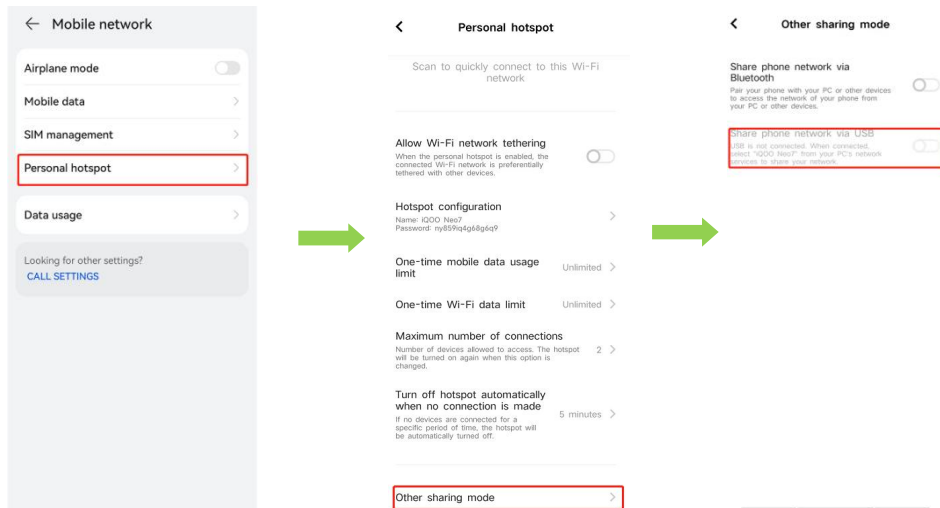 Mobile network
Airplane mode
Mobile data
SIM management
Personal hotspot
Data usage
Looking for other settings?
CALL SETTINGS
Personal hotspot
Scan to quickly connect to this Wi-Fi
network
Allow Wi-Fi network tethering
When the personal hotspot is enabled, the
connected Wi-Fi network is preferentially
tethered with other devices.
Hotspot configuration
Name: iQOO Neo7
Password: ny859iq4g68g6q9
One-time mobile data usage
limit
Unlimited
One-time Wi-Fi data limit
Unlimited
Maximum number of connections
Number of devices allowed to access. The hotspot
will be turned on again when this option is
changed.
2
Turn off hotspot automatically
when no connection is made
If no devices are connected for a
specific period of time, the hotspot will
be automatically turned off.
5 minutes
Other sharing mode
Other sharing mode
Share phone network via
Bluetooth
Pair your phone with your PC or other devices
to access the network of your phone from
your PC or other devices.
Share phone network via USB
USB is not connected. When connected,
select "iQOO Neo7" from your PC's network
services to share your network.